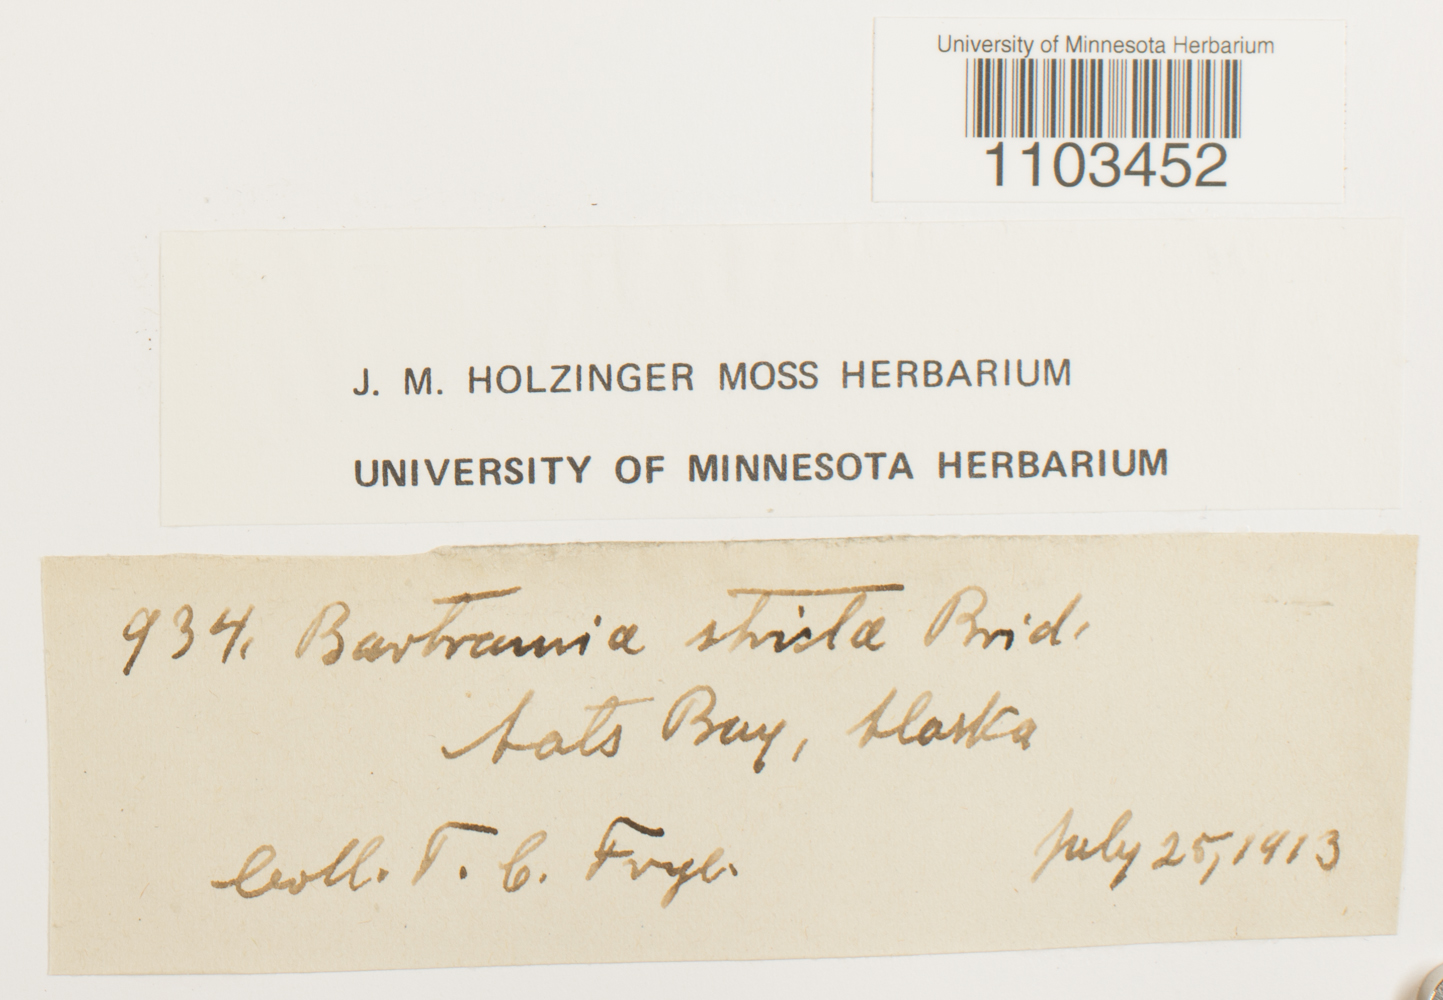 University of Minnesota Herbarium
1103452
J. M. HOLZINGER MOSS HERBARIUM
UNIVERSITY OF MINNESOTA HERBARIUM
934. Bartramia stricta Brid.
Aats Bay, Alaska
Coll. T. C. Frye.
July 25, 1913